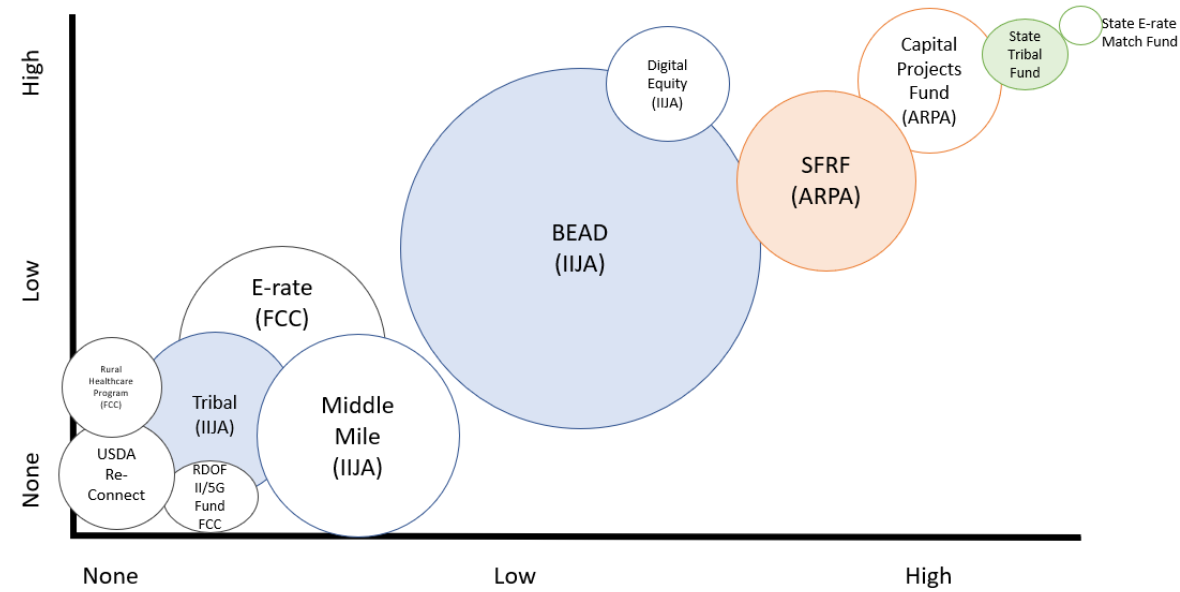 High
Low
None
Rural
Healthcare
Program
(FCC)
USDA
Re-
Connect
Tribal
(IIJA)
RDOF
II/5G
Fund
FCC
E-rate
(FCC)
Middle
Mile
(IIJA)
BEAD
(IIJA)
Digital
Equity
(IIJA)
SFRF
(ARPA)
Capital
Projects
Fund
(ARPA)
State
Tribal
Fund
State E-rate
Match Fund
None
Low
High